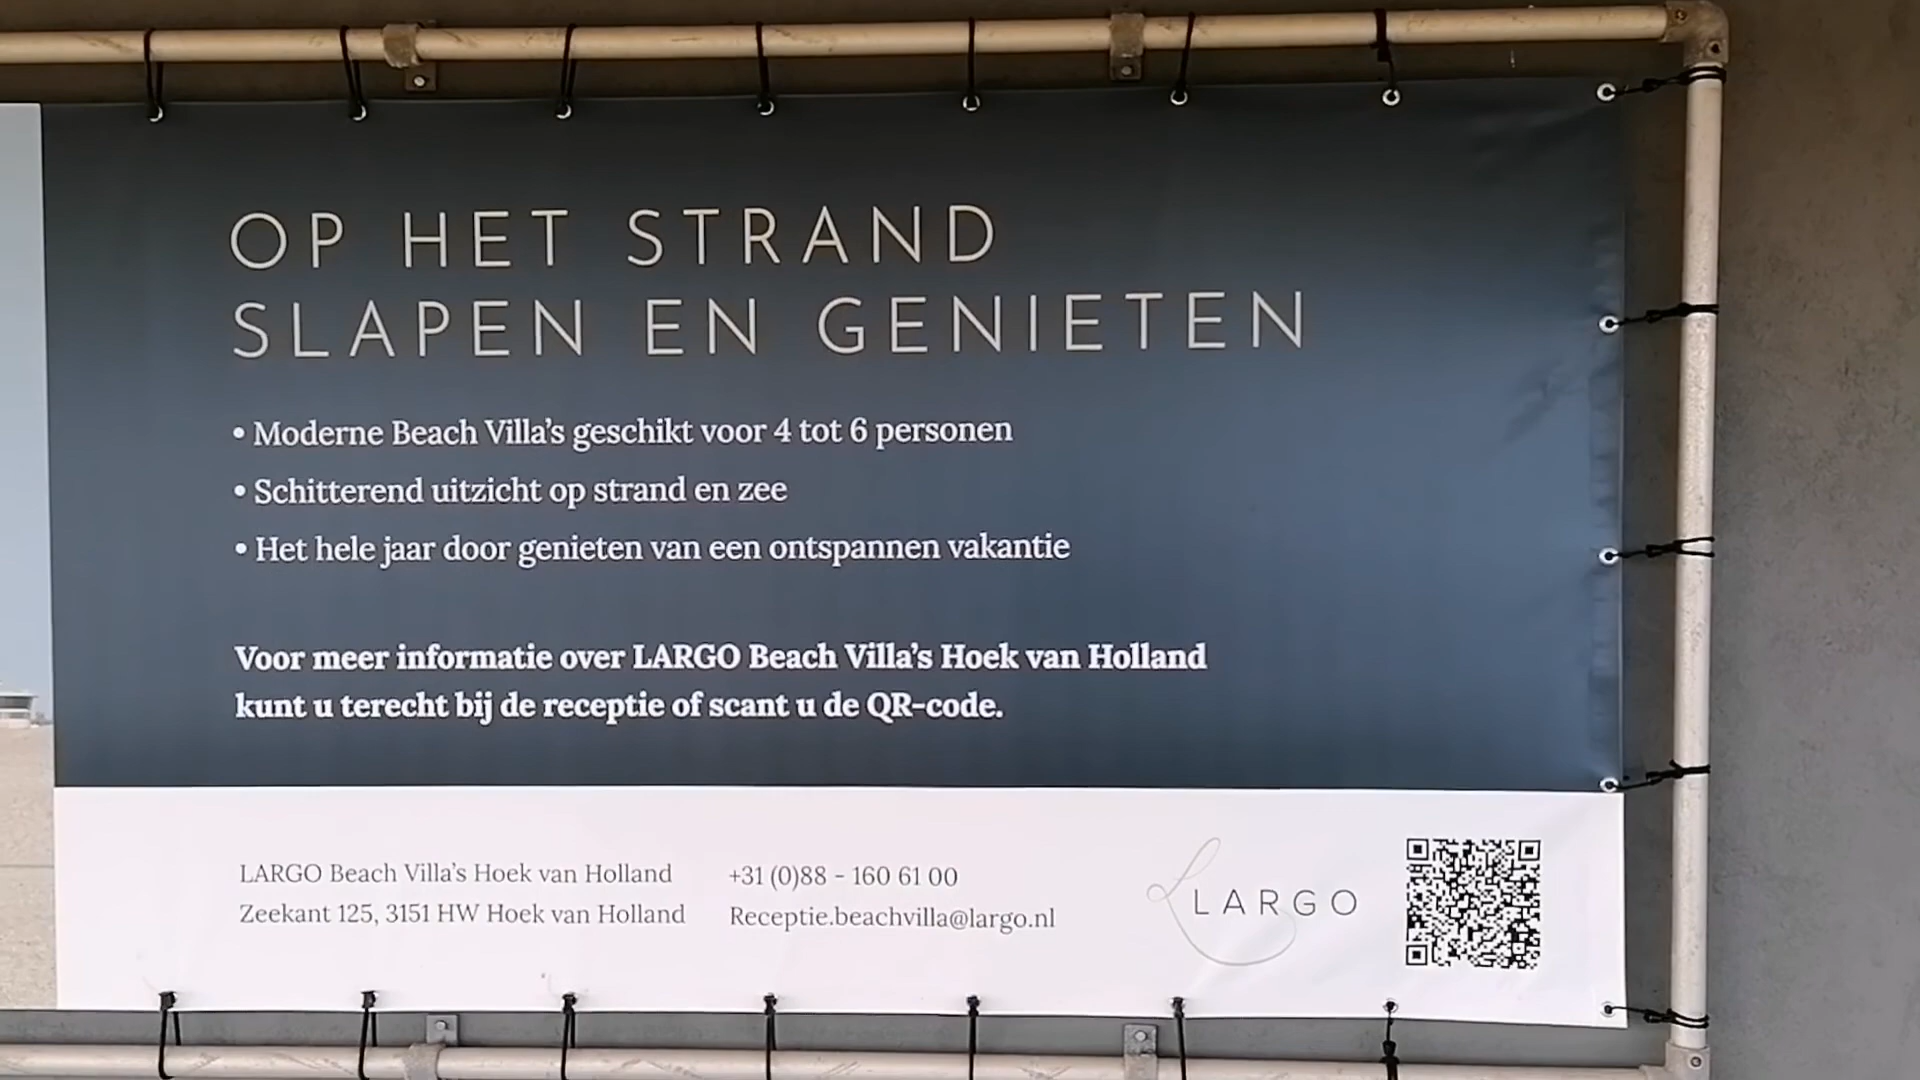 OP HET STRAND
SLAPEN EN GENIETEN
• Moderne Beach Villa's geschikt voor 4 tot 6 personen
• Schitterend uitzicht op strand en zee
• Het hele jaar door genieten van een ontspannen vakantie
Voor meer informatie over LARGO Beach Villa's Hoek van Holland
kunt u terecht bij de receptie of scant u de QR-code.
LARGO Beach Villa's Hoek van Holland
Zeekant 125, 3151 HW Hoek van Holland
+31 (0)88 - 160 61 00
Receptie.beachvilla@largo.nl
LARGO